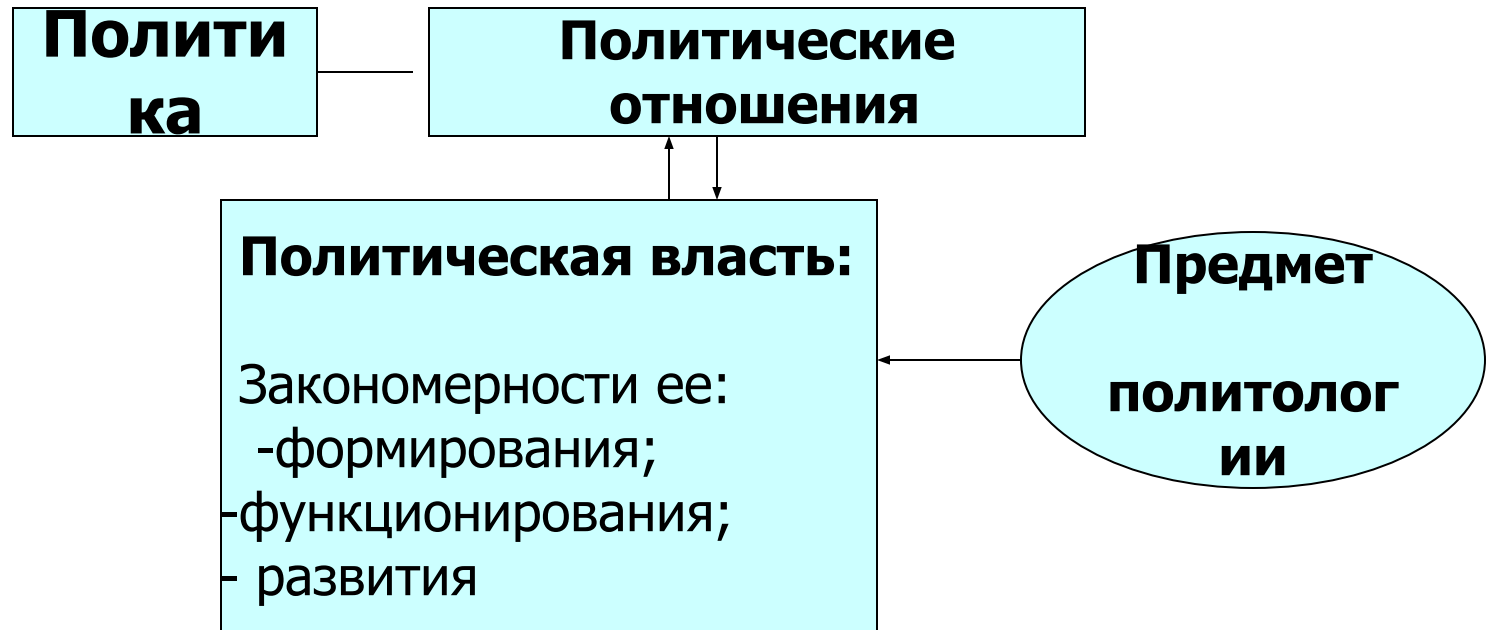 Полити
ка
Политические
отношения
Политическая власть:
Закономерности ее:
-формирования;
-функционирования;
- развития
Предмет
политолог
ии